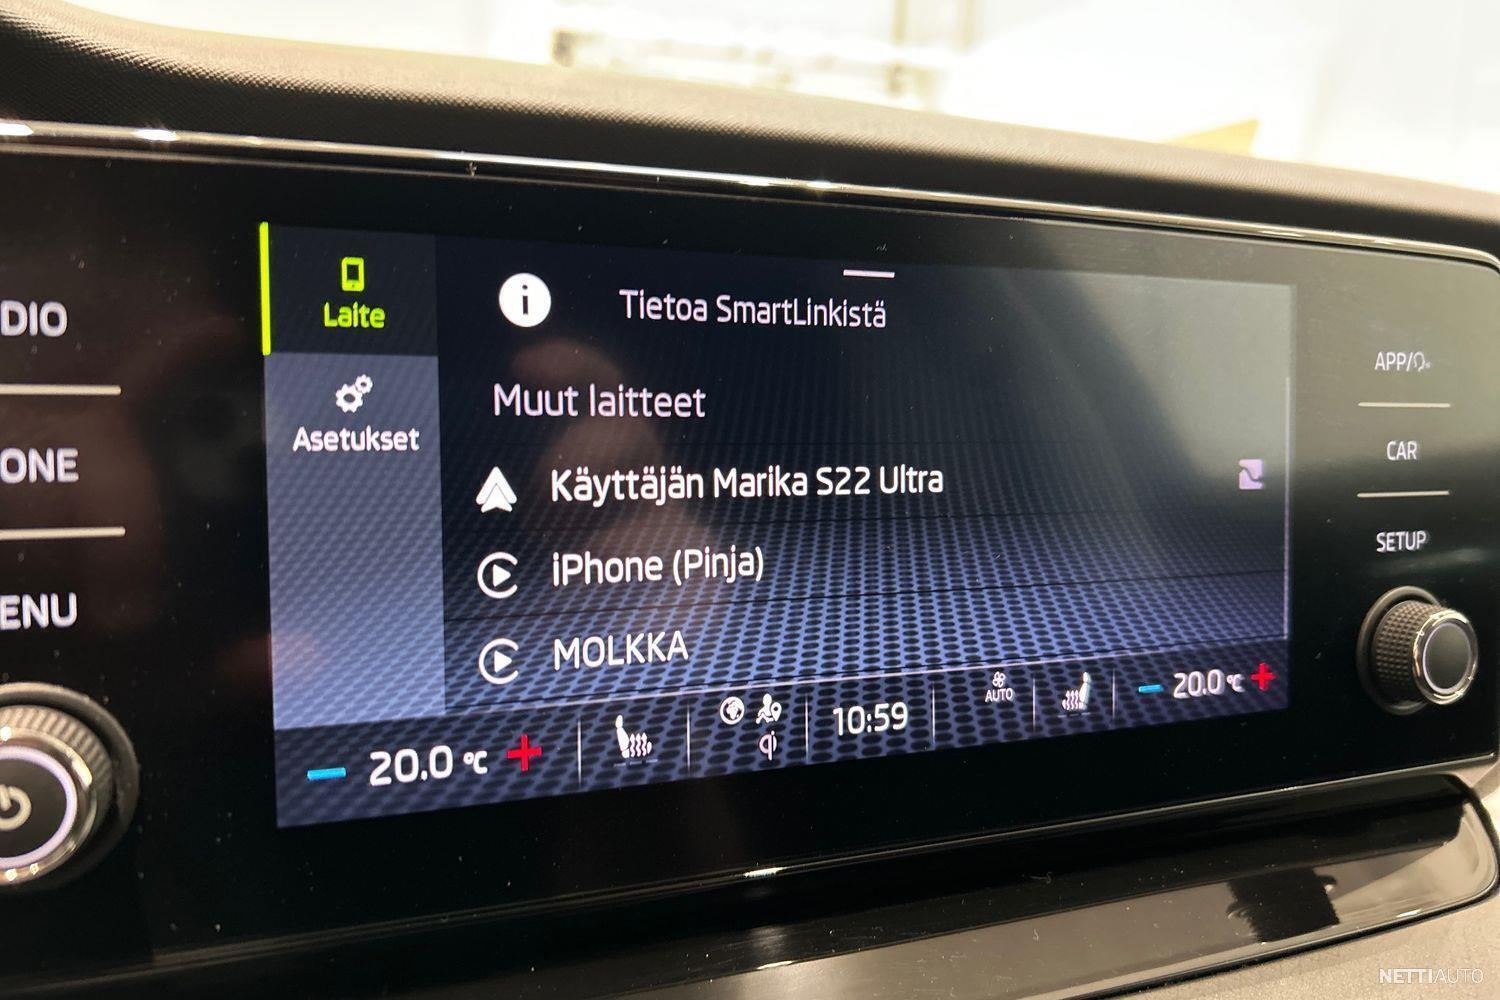 DIO
ONE
ENU
Laite
Asetukset
i
Tietoa SmartLinkistä
Muut laitteet
Käyttäjän Marika S22 Ultra
iPhone (Pinja)
MOLKKA
20.0 °C
10:59
AUTO
20.0 °C
APP/
CAR
SETUP
NETTIAUTO